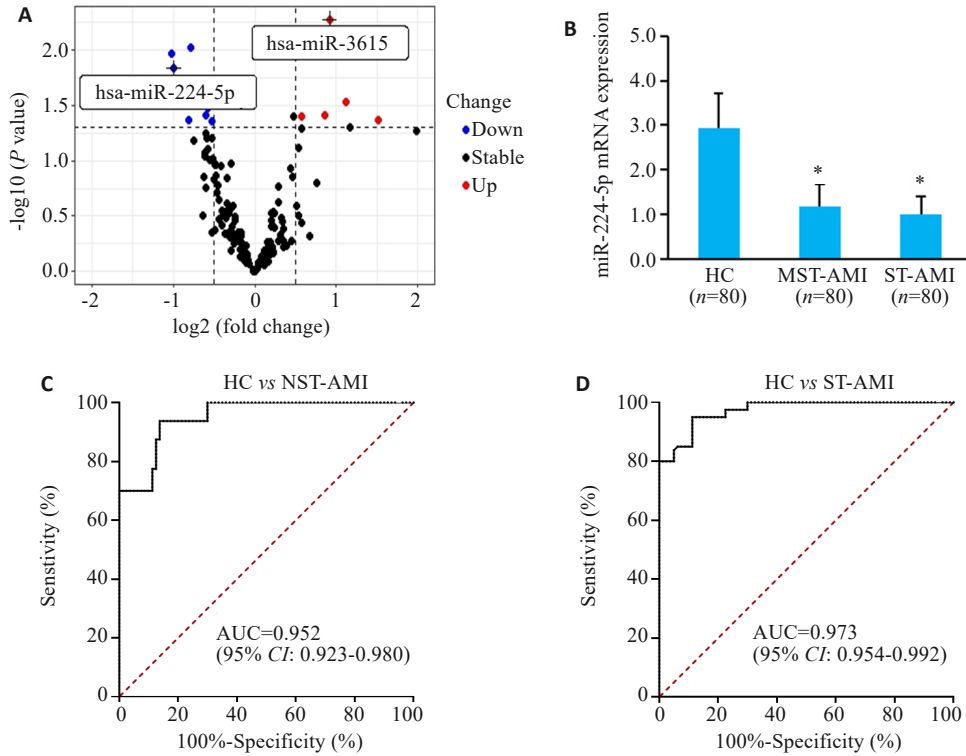 A
-log10 (P value)
2.0
1.5
1.0
0.5
0.0
hsa-miR-3615
hsa-miR-224-5p
-2
-1
0
1
2
log2 (fold change)
Change
Down
Stable
Up
B
miR-224-5p mRNA expression
5.0
4.0
3.0
2.0
1.0
0.0
*
*
HC
(n=80)
MST-AMI
(n=80)
ST-AMI
(n=80)
C
HC vs NST-AMI
Senstivity (%)
100
80
60
40
20
0
AUC=0.952
(95% CI: 0.923-0.980)
0
20
40
60
80
100
100%-Specificity (%)
D
HC vs ST-AMI
Senstivity (%)
100
80
60
40
20
0
AUC=0.973
(95% CI: 0.954-0.992)
0
20
40
60
80
100
100%-Specificity (%)